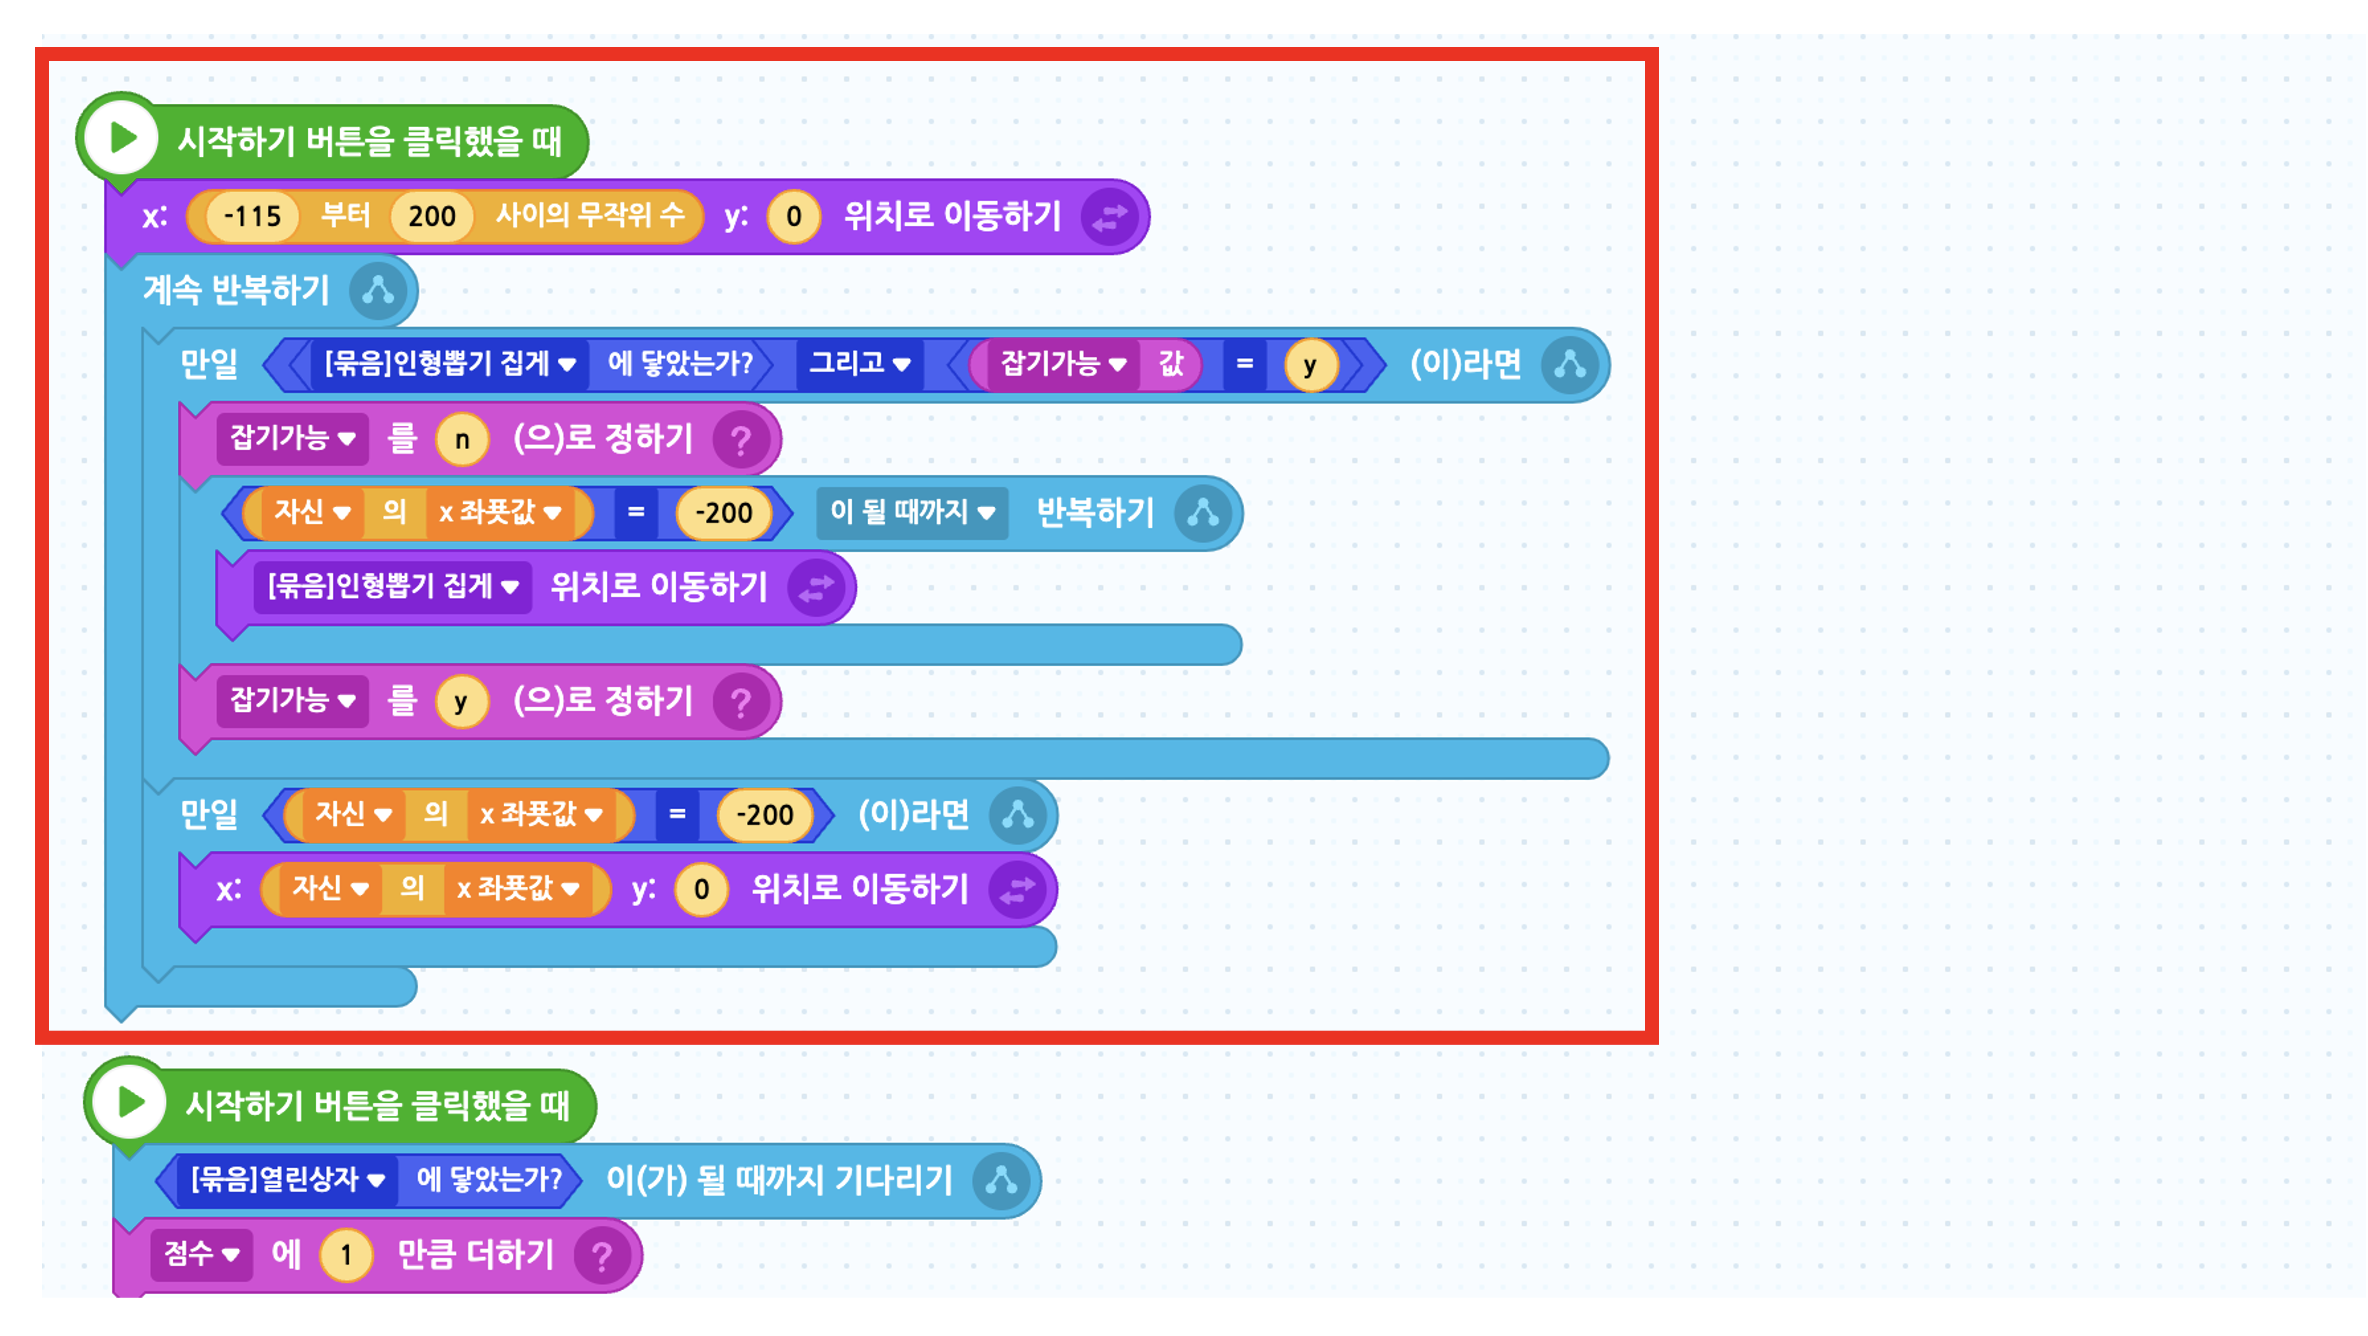 시작하기 버튼을 클릭했을 때
x: -115 부터 200 사이의 무작위 수 y: 0 위치로 이동하기
계속 반복하기
만일 [묶음]인형뽑기 집게 에 닿았는가? 그리고 잡기가능 값 = y (이)라면
잡기가능 를 n (으)로 정하기 ?
자신 의 x 좌푯값 = -200 이 될 때까지 반복하기
[묶음]인형뽑기 집게 위치로 이동하기
잡기가능 를 y (으)로 정하기 ?
만일 자신 의 x 좌푯값 = -200 (이)라면
x: 자신 의 x 좌푯값 y: 0 위치로 이동하기
시작하기 버튼을 클릭했을 때
[묶음]열린상자 에 닿았는가? 이(가) 될 때까지 기다리기
점수 에 1 만큼 더하기 ?